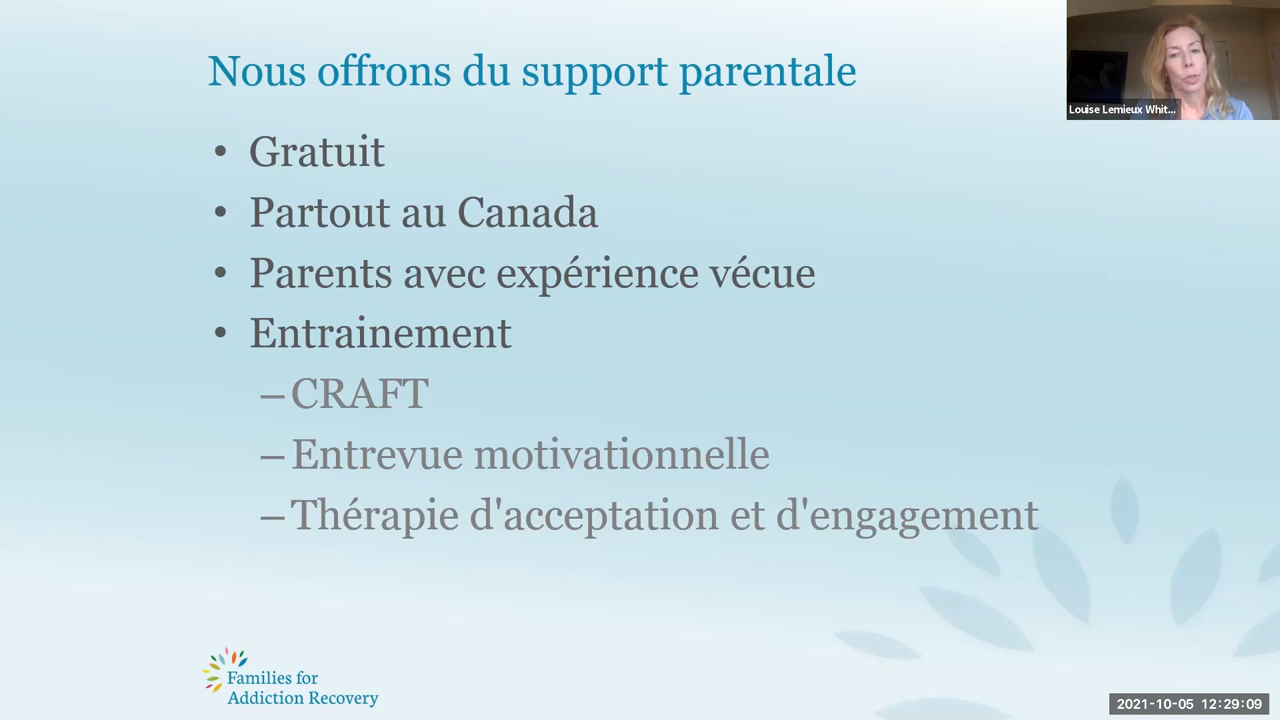 Nous offrons du support parentale
Louise Lemieux Whit...
• Gratuit
• Partout au Canada
• Parents avec expérience vécue
• Entrainement
– CRAFT
– Entrevue motivationnelle
– Thérapie d'acceptation et d'engagement
Families for
Addiction Recovery
2021-10-05 12:29:09